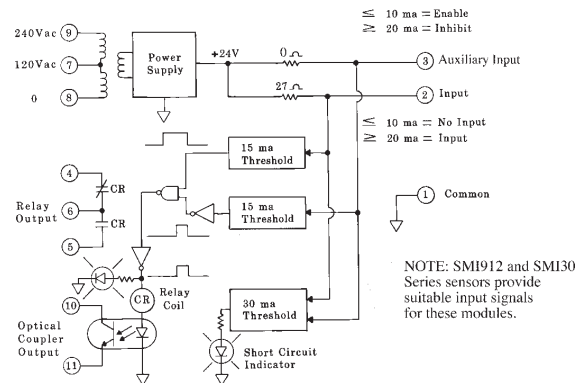 ≦ 10 ma = Enable
≧ 20 ma = Inhibit
240Vac 9
120Vac 7
0 8
Power
Supply
+24V
0 Ω
3 Auxiliary Input
27 Ω
2 Input
≦ 10 ma = No Input
≧ 20 ma = Input
15 ma
Threshold
4
CR
Relay
Output
6
CR
5
15 ma
Threshold
1 Common
NOTE: SMI912 and SMI30
Series sensors provide
suitable input signals
for these modules.
CR
Relay
Coil
30 ma
Threshold
10
Optical
Coupler
Output
11
Short Circuit
Indicator